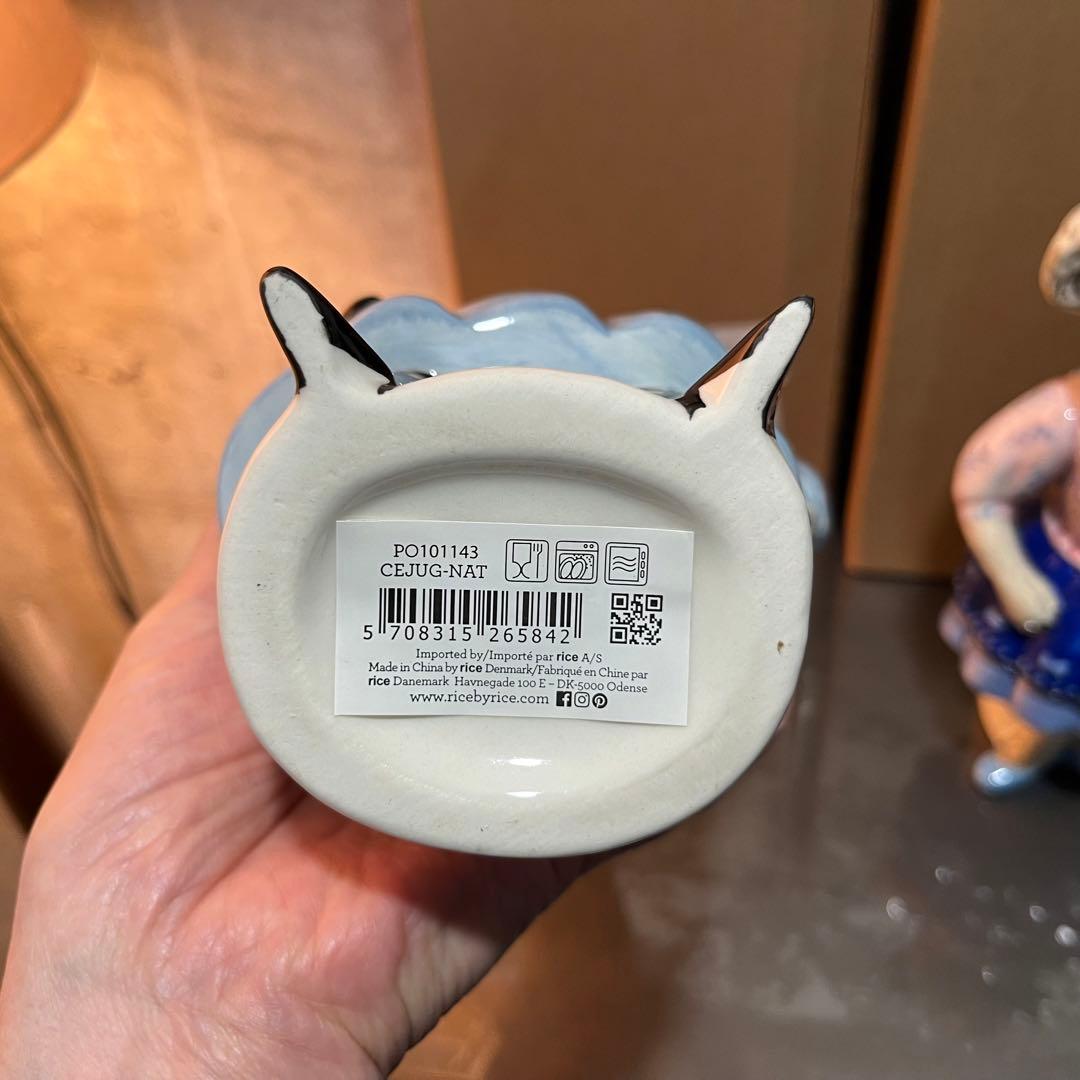 PO101143
CEJUG-NAT
5 708315 265842
Imported by/Importé par rice A/S
Made in China by rice Denmark/Fabriqué en Chine par
rice Danemark Havnegade 100 E – DK-5000 Odense
www.ricebyrice.com